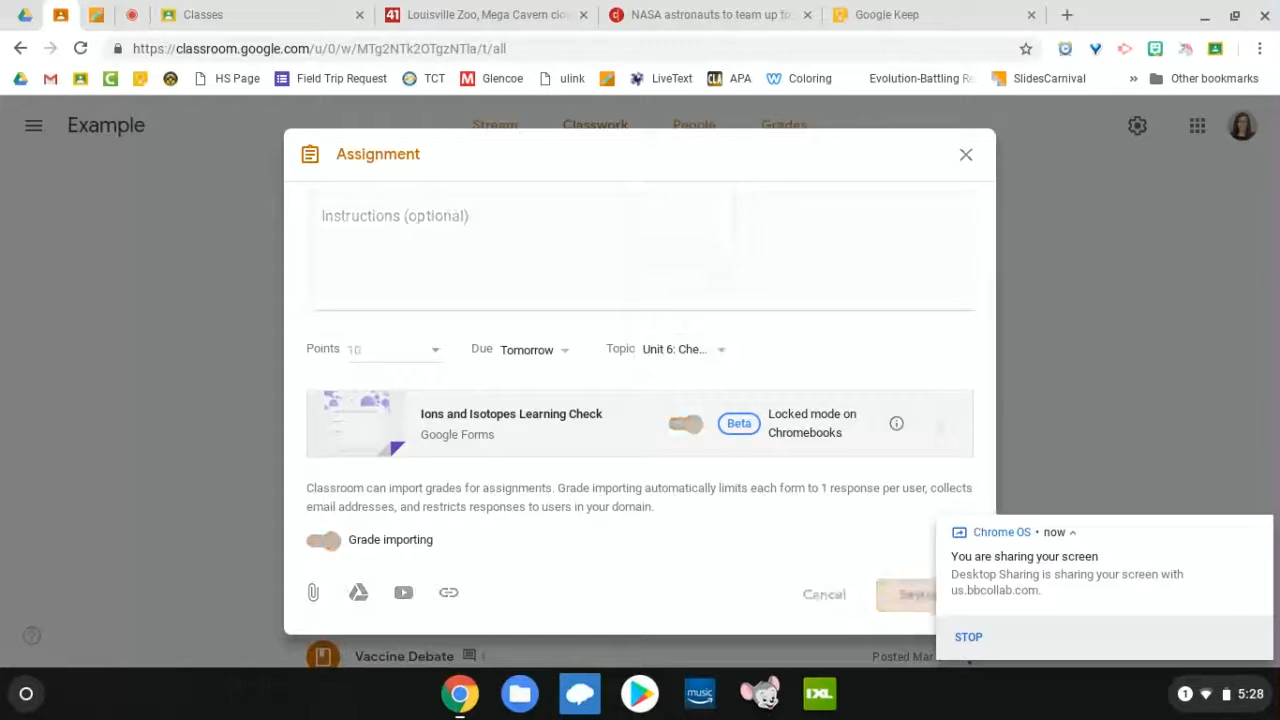 Classes
Louisville Zoo, Mega Cavern clo
NASA astronauts to team up to
Google Keep
https://classroom.google.com/u/0/w/MTg2NTk2OTgzNTla/t/all
HS Page
Field Trip Request
TCT
Glencoe
ulink
LiveText
APA
Coloring
Evolution-Battling Re
SlidesCarnival
»
Other bookmarks
Example
Stream
Classwork
People
Grades
Assignment
Instructions (optional)
Points
10
Due
Tomorrow
Topic
Unit 6: Che...
Ions and Isotopes Learning Check
Google Forms
Beta
Locked mode on
Chromebooks
Classroom can import grades for assignments. Grade importing automatically limits each form to 1 response per user, collects
email addresses, and restricts responses to users in your domain.
Grade importing
Cancel
Chrome OS • now
You are sharing your screen
Desktop Sharing is sharing your screen with
us.bbcollab.com.
STOP
Vaccine Debate
Posted Mar
music
IXL
1
5:28